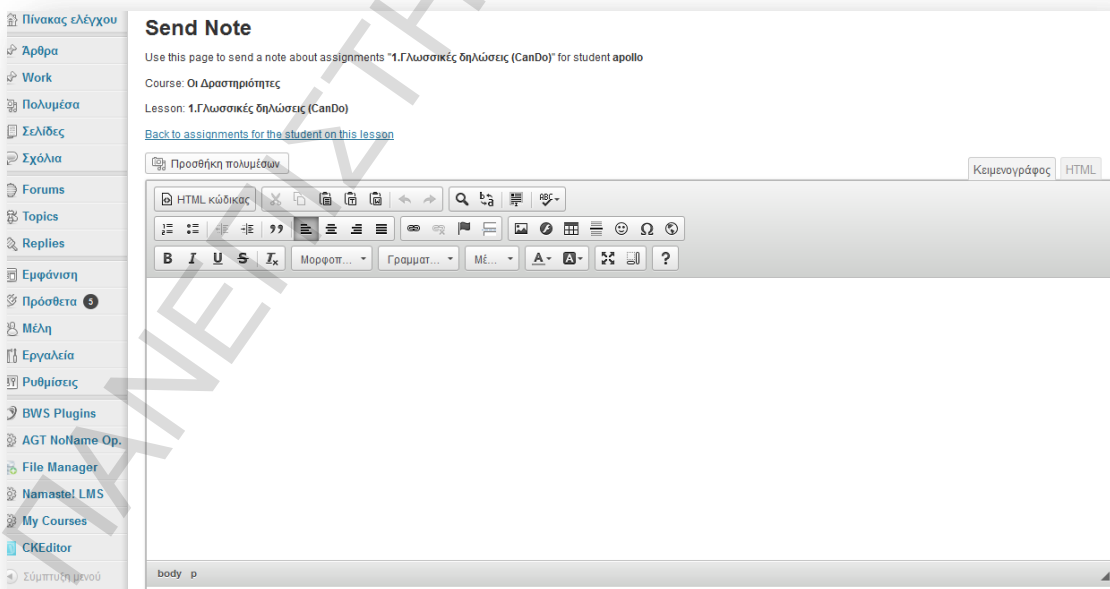 Πίνακας ελέγχου
Άρθρα
Work
Πολυμέσα
Σελίδες
Σχόλια
Forums
Topics
Replies
Εμφάνιση
Πρόσθετα 5
Μέλη
Εργαλεία
Ρυθμίσεις
BWS Plugins
AGT NoName Op.
File Manager
Namaste! LMS
My Courses
CKEditor
Σύμπτυξη μενού
Send Note
Use this page to send a note about assignments "1.Γλωσσικές δηλώσεις (CanDo)" for student apollo
Course: Οι Δραστηριότητες
Lesson: 1.Γλωσσικές δηλώσεις (CanDo)
Back to assignments for the student on this lesson
Προσθήκη πολυμέσων
Κειμενογράφος HTML
HTML κώδικας
B I U S Ix Μορφοπ... Γραμματ... Μέ... A A ?
body p
ΠΑΝΕΠΙΣΤΗ